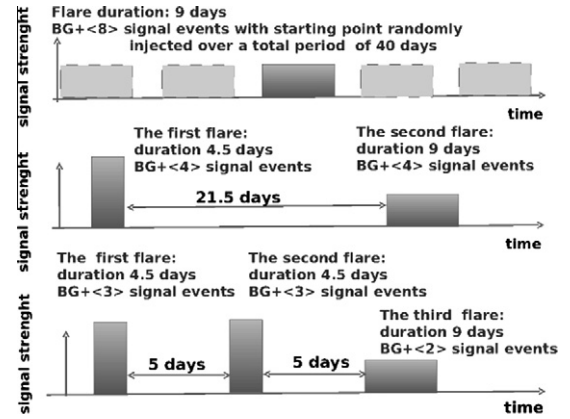 Flare duration: 9 days
BG+<8> signal events with starting point randomly
injected over a total period of 40 days
signal strenght
time
The first flare:
duration 4.5 days
BG+<4> signal events
The second flare:
duration 9 days
BG+<4> signal events
21.5 days
signal strenght
time
The first flare:
duration 4.5 days
BG+<3> signal events
The second flare:
duration 4.5 days
BG+<3> signal events
The third flare:
duration 9 days
BG+<2> signal events
5 days
5 days
signal strenght
time